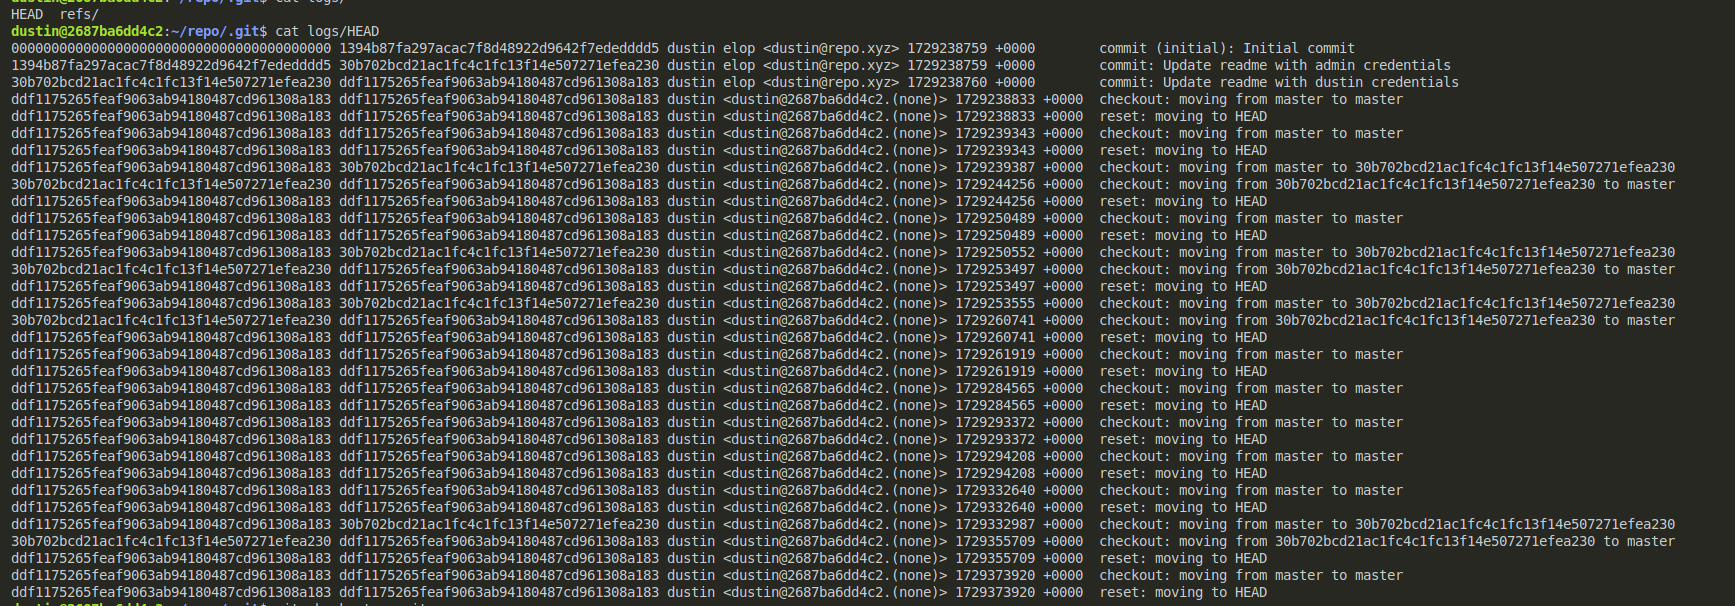 dustin@2687ba6dd4c2:~/repo/.git$ cat logs/
HEAD  refs/
dustin@2687ba6dd4c2:~/repo/.git$ cat logs/HEAD
0000000000000000000000000000000000000000 1394b87fa297acac7f8d48922d9642f7ededddd5 dustin elop <dustin@repo.xyz> 1729238759 +0000	commit (initial): Initial commit
1394b87fa297acac7f8d48922d9642f7ededddd5 30b702bcd21ac1fc4c1fc13f14e507271efea230 dustin elop <dustin@repo.xyz> 1729238759 +0000	commit: Update readme with admin credentials
30b702bcd21ac1fc4c1fc13f14e507271efea230 ddf1175265feaf9063ab94180487cd961308a183 dustin elop <dustin@repo.xyz> 1729238760 +0000	commit: Update readme with dustin credentials
ddf1175265feaf9063ab94180487cd961308a183 ddf1175265feaf9063ab94180487cd961308a183 dustin <dustin@2687ba6dd4c2.(none)> 1729238833 +0000	checkout: moving from master to master
ddf1175265feaf9063ab94180487cd961308a183 ddf1175265feaf9063ab94180487cd961308a183 dustin <dustin@2687ba6dd4c2.(none)> 1729238833 +0000	reset: moving to HEAD
ddf1175265feaf9063ab94180487cd961308a183 ddf1175265feaf9063ab94180487cd961308a183 dustin <dustin@2687ba6dd4c2.(none)> 1729239343 +0000	checkout: moving from master to master
ddf1175265feaf9063ab94180487cd961308a183 ddf1175265feaf9063ab94180487cd961308a183 dustin <dustin@2687ba6dd4c2.(none)> 1729239343 +0000	reset: moving to HEAD
ddf1175265feaf9063ab94180487cd961308a183 30b702bcd21ac1fc4c1fc13f14e507271efea230 dustin <dustin@2687ba6dd4c2.(none)> 1729239387 +0000	checkout: moving from master to 30b702bcd21ac1fc4c1fc13f14e507271efea230
30b702bcd21ac1fc4c1fc13f14e507271efea230 ddf1175265feaf9063ab94180487cd961308a183 dustin <dustin@2687ba6dd4c2.(none)> 1729244256 +0000	checkout: moving from 30b702bcd21ac1fc4c1fc13f14e507271efea230 to master
ddf1175265feaf9063ab94180487cd961308a183 ddf1175265feaf9063ab94180487cd961308a183 dustin <dustin@2687ba6dd4c2.(none)> 1729244256 +0000	reset: moving to HEAD
ddf1175265feaf9063ab94180487cd961308a183 ddf1175265feaf9063ab94180487cd961308a183 dustin <dustin@2687ba6dd4c2.(none)> 1729250489 +0000	checkout: moving from master to master
ddf1175265feaf9063ab94180487cd961308a183 ddf1175265feaf9063ab94180487cd961308a183 dustin <dustin@2687ba6dd4c2.(none)> 1729250489 +0000	reset: moving to HEAD
ddf1175265feaf9063ab94180487cd961308a183 30b702bcd21ac1fc4c1fc13f14e507271efea230 dustin <dustin@2687ba6dd4c2.(none)> 1729250552 +0000	checkout: moving from master to 30b702bcd21ac1fc4c1fc13f14e507271efea230
30b702bcd21ac1fc4c1fc13f14e507271efea230 ddf1175265feaf9063ab94180487cd961308a183 dustin <dustin@2687ba6dd4c2.(none)> 1729253497 +0000	checkout: moving from 30b702bcd21ac1fc4c1fc13f14e507271efea230 to master
ddf1175265feaf9063ab94180487cd961308a183 ddf1175265feaf9063ab94180487cd961308a183 dustin <dustin@2687ba6dd4c2.(none)> 1729253497 +0000	reset: moving to HEAD
ddf1175265feaf9063ab94180487cd961308a183 30b702bcd21ac1fc4c1fc13f14e507271efea230 dustin <dustin@2687ba6dd4c2.(none)> 1729253555 +0000	checkout: moving from master to 30b702bcd21ac1fc4c1fc13f14e507271efea230
30b702bcd21ac1fc4c1fc13f14e507271efea230 ddf1175265feaf9063ab94180487cd961308a183 dustin <dustin@2687ba6dd4c2.(none)> 1729260741 +0000	checkout: moving from 30b702bcd21ac1fc4c1fc13f14e507271efea230 to master
ddf1175265feaf9063ab94180487cd961308a183 ddf1175265feaf9063ab94180487cd961308a183 dustin <dustin@2687ba6dd4c2.(none)> 1729260741 +0000	reset: moving to HEAD
ddf1175265feaf9063ab94180487cd961308a183 ddf1175265feaf9063ab94180487cd961308a183 dustin <dustin@2687ba6dd4c2.(none)> 1729261919 +0000	checkout: moving from master to master
ddf1175265feaf9063ab94180487cd961308a183 ddf1175265feaf9063ab94180487cd961308a183 dustin <dustin@2687ba6dd4c2.(none)> 1729261919 +0000	reset: moving to HEAD
ddf1175265feaf9063ab94180487cd961308a183 ddf1175265feaf9063ab94180487cd961308a183 dustin <dustin@2687ba6dd4c2.(none)> 1729284565 +0000	checkout: moving from master to master
ddf1175265feaf9063ab94180487cd961308a183 ddf1175265feaf9063ab94180487cd961308a183 dustin <dustin@2687ba6dd4c2.(none)> 1729284565 +0000	reset: moving to HEAD
ddf1175265feaf9063ab94180487cd961308a183 ddf1175265feaf9063ab94180487cd961308a183 dustin <dustin@2687ba6dd4c2.(none)> 1729293372 +0000	checkout: moving from master to master
ddf1175265feaf9063ab94180487cd961308a183 ddf1175265feaf9063ab94180487cd961308a183 dustin <dustin@2687ba6dd4c2.(none)> 1729293372 +0000	reset: moving to HEAD
ddf1175265feaf9063ab94180487cd961308a183 ddf1175265feaf9063ab94180487cd961308a183 dustin <dustin@2687ba6dd4c2.(none)> 1729294208 +0000	checkout: moving from master to master
ddf1175265feaf9063ab94180487cd961308a183 ddf1175265feaf9063ab94180487cd961308a183 dustin <dustin@2687ba6dd4c2.(none)> 1729294208 +0000	reset: moving to HEAD
ddf1175265feaf9063ab94180487cd961308a183 ddf1175265feaf9063ab94180487cd961308a183 dustin <dustin@2687ba6dd4c2.(none)> 1729332640 +0000	checkout: moving from master to master
ddf1175265feaf9063ab94180487cd961308a183 ddf1175265feaf9063ab94180487cd961308a183 dustin <dustin@2687ba6dd4c2.(none)> 1729332640 +0000	reset: moving to HEAD
ddf1175265feaf9063ab94180487cd961308a183 30b702bcd21ac1fc4c1fc13f14e507271efea230 dustin <dustin@2687ba6dd4c2.(none)> 1729332987 +0000	checkout: moving from master to 30b702bcd21ac1fc4c1fc13f14e507271efea230
30b702bcd21ac1fc4c1fc13f14e507271efea230 ddf1175265feaf9063ab94180487cd961308a183 dustin <dustin@2687ba6dd4c2.(none)> 1729355709 +0000	checkout: moving from 30b702bcd21ac1fc4c1fc13f14e507271efea230 to master
ddf1175265feaf9063ab94180487cd961308a183 ddf1175265feaf9063ab94180487cd961308a183 dustin <dustin@2687ba6dd4c2.(none)> 1729355709 +0000	reset: moving to HEAD
ddf1175265feaf9063ab94180487cd961308a183 ddf1175265feaf9063ab94180487cd961308a183 dustin <dustin@2687ba6dd4c2.(none)> 1729373920 +0000	checkout: moving from master to master
ddf1175265feaf9063ab94180487cd961308a183 ddf1175265feaf9063ab94180487cd961308a183 dustin <dustin@2687ba6dd4c2.(none)> 1729373920 +0000	reset: moving to HEAD